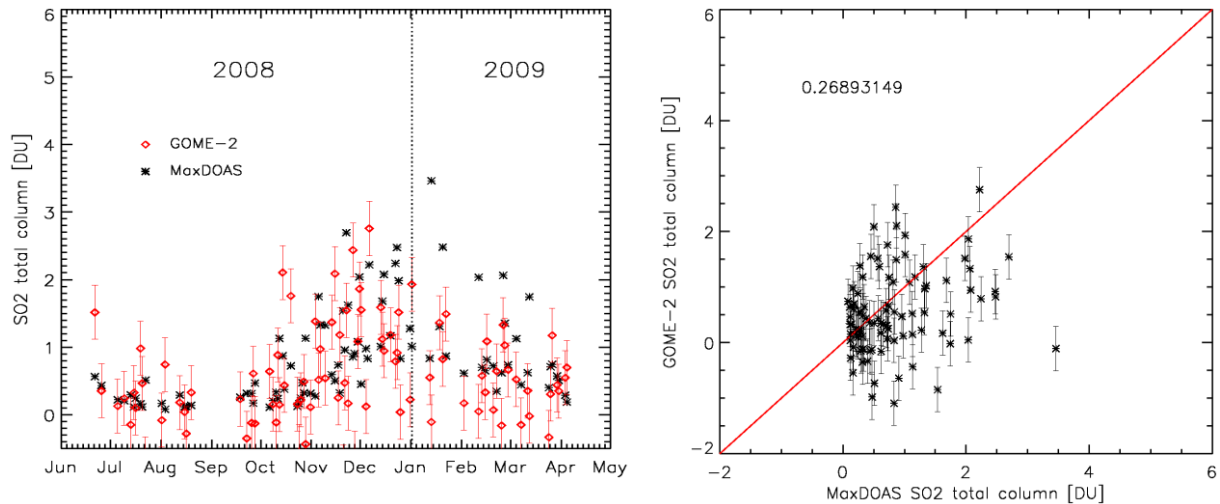 6
5
4
3
2
1
0
SO2 total column [DU]
2008
2009
GOME-2
MaxDOAS
Jun Jul Aug Sep Oct Nov Dec Jan Feb Mar Apr May
6
4
2
0
-2
GOME-2 SO2 total column [DU]
0.26893149
-2 0 2 4 6
MaxDOAS SO2 total column [DU]